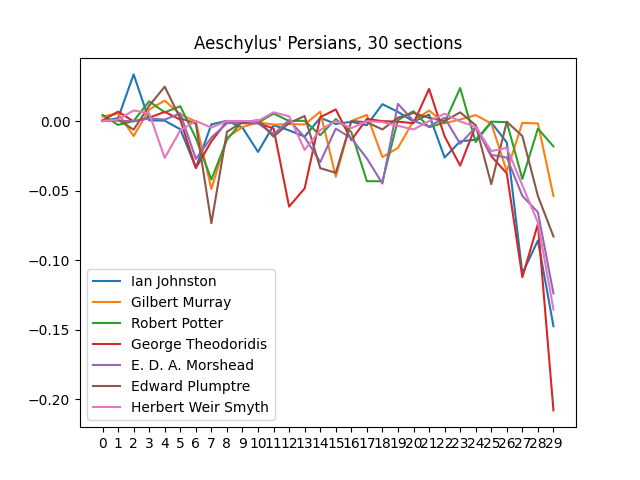 Aeschylus' Persians, 30 sections
0.00
−0.05
−0.10
−0.15
−0.20
Ian Johnston
Gilbert Murray
Robert Potter
George Theodoridis
E. D. A. Morshead
Edward Plumptre
Herbert Weir Smyth
0 1 2 3 4 5 6 7 8 9 10 11 12 13 14 15 16 17 18 19 20 21 22 23 24 25 26 27 28 29